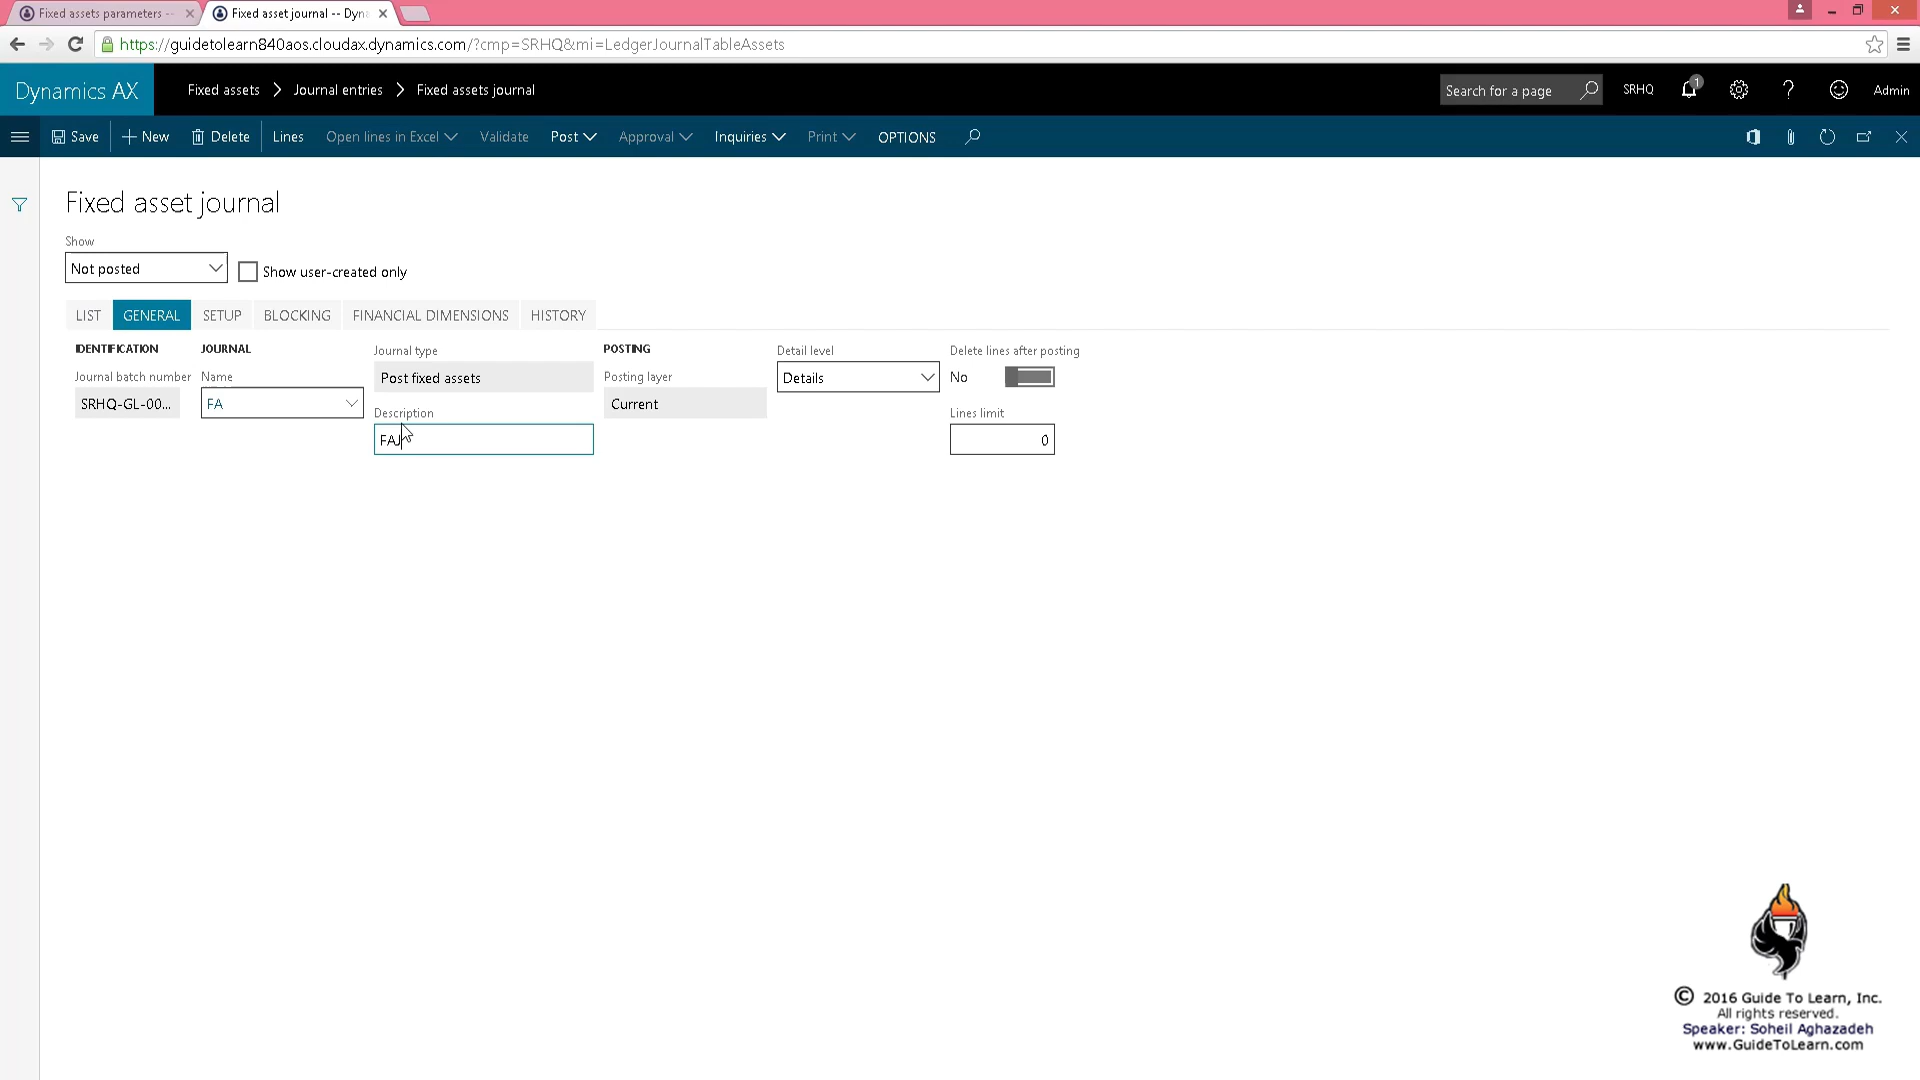 Fixed assets parameters --
Fixed asset journal -- Dyna
https://guidetolearn840aos.cloudax.dynamics.com/?cmp=SRHQ&mi=LedgerJournalTableAssets
Dynamics AX
Fixed assets > Journal entries > Fixed assets journal
Search for a page
SRHQ
1
?
Admin
Save
New
Delete
Lines
Open lines in Excel
Validate
Post
Approval
Inquiries
Print
OPTIONS
Fixed asset journal
Show
Not posted
Show user-created only
LIST
GENERAL
SETUP
BLOCKING
FINANCIAL DIMENSIONS
HISTORY
IDENTIFICATION
Journal batch number
SRHQ-GL-00...
JOURNAL
Name
FA
Journal type
Post fixed assets
Description
FAJ
POSTING
Posting layer
Current
Detail level
Details
Delete lines after posting
No
Lines limit
0
© 2016 Guide To Learn, Inc.
All rights reserved.
Speaker: Soheil Aghazadeh
www.GuideToLearn.com